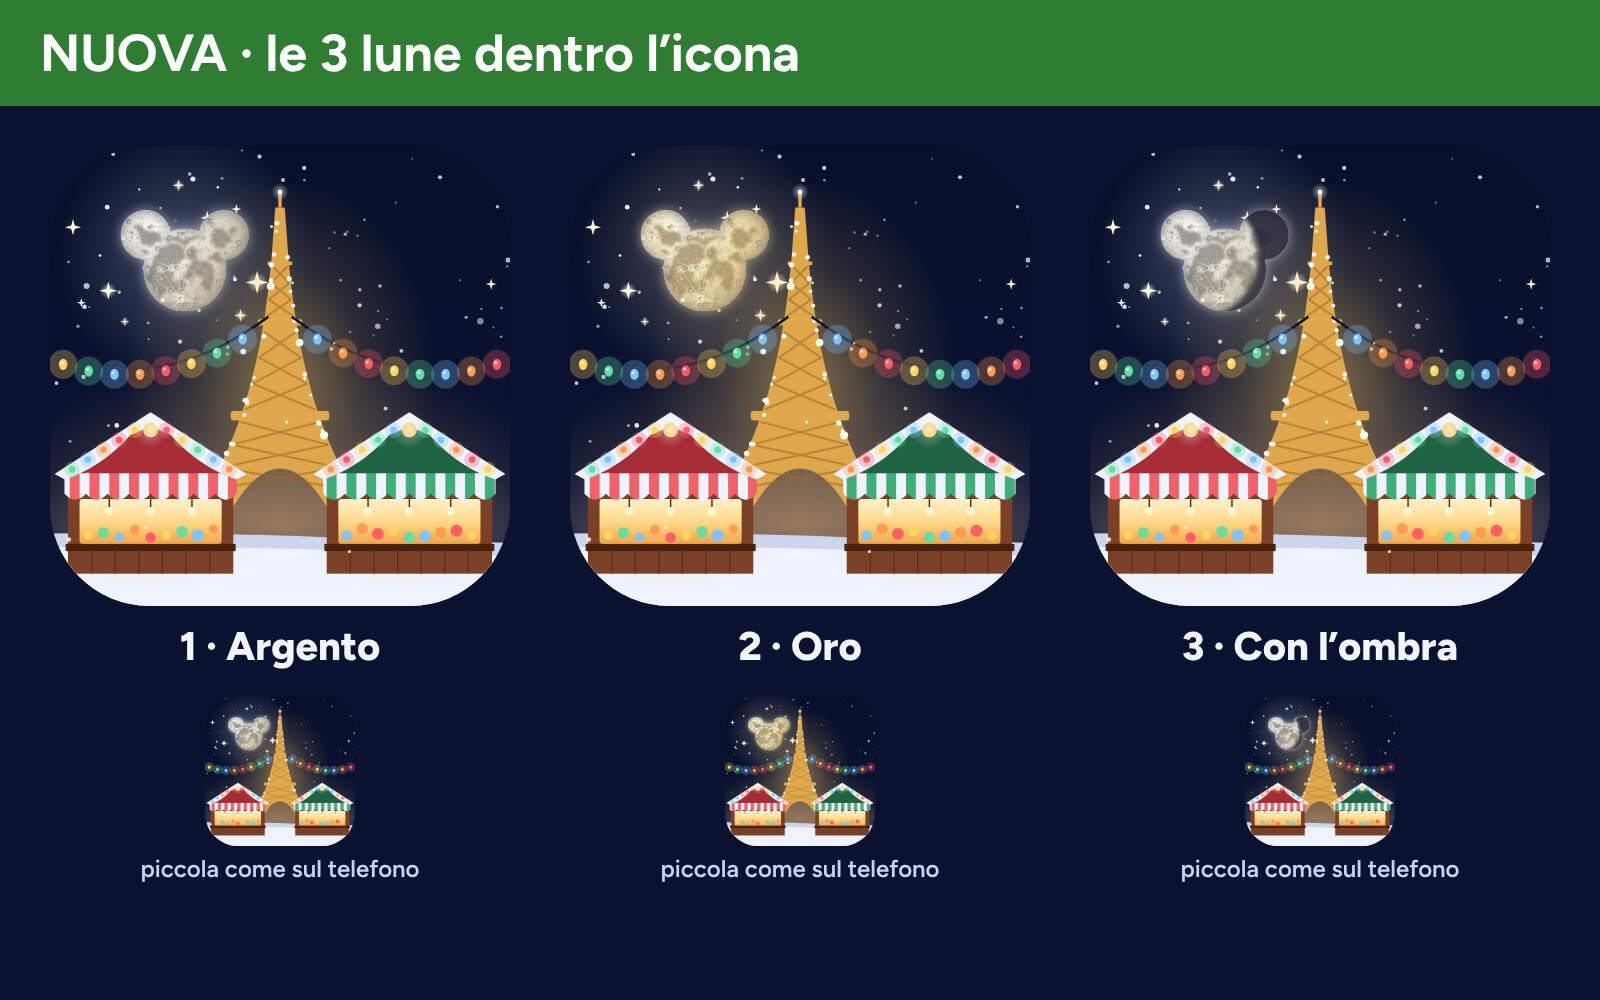 NUOVA · le 3 lune dentro l’icona
1 · Argento
2 · Oro
3 · Con l’ombra
piccola come sul telefono
piccola come sul telefono
piccola come sul telefono